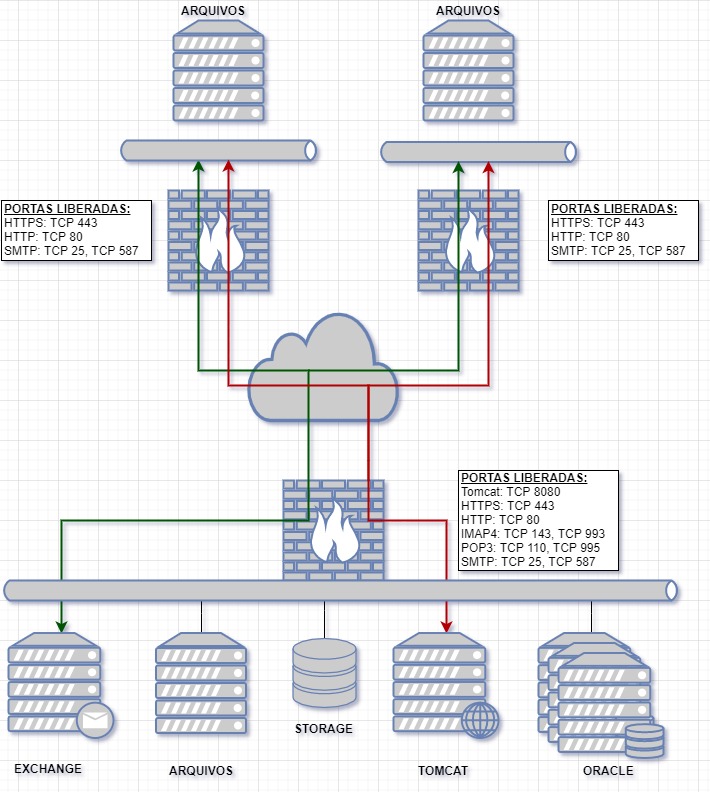 ARQUIVOS
ARQUIVOS
PORTAS LIBERADAS:
HTTPS: TCP 443
HTTP: TCP 80
SMTP: TCP 25, TCP 587
PORTAS LIBERADAS:
HTTPS: TCP 443
HTTP: TCP 80
SMTP: TCP 25, TCP 587
PORTAS LIBERADAS:
Tomcat: TCP 8080
HTTPS: TCP 443
HTTP: TCP 80
IMAP4: TCP 143, TCP 993
POP3: TCP 110, TCP 995
SMTP: TCP 25, TCP 587
EXCHANGE
ARQUIVOS
STORAGE
TOMCAT
ORACLE